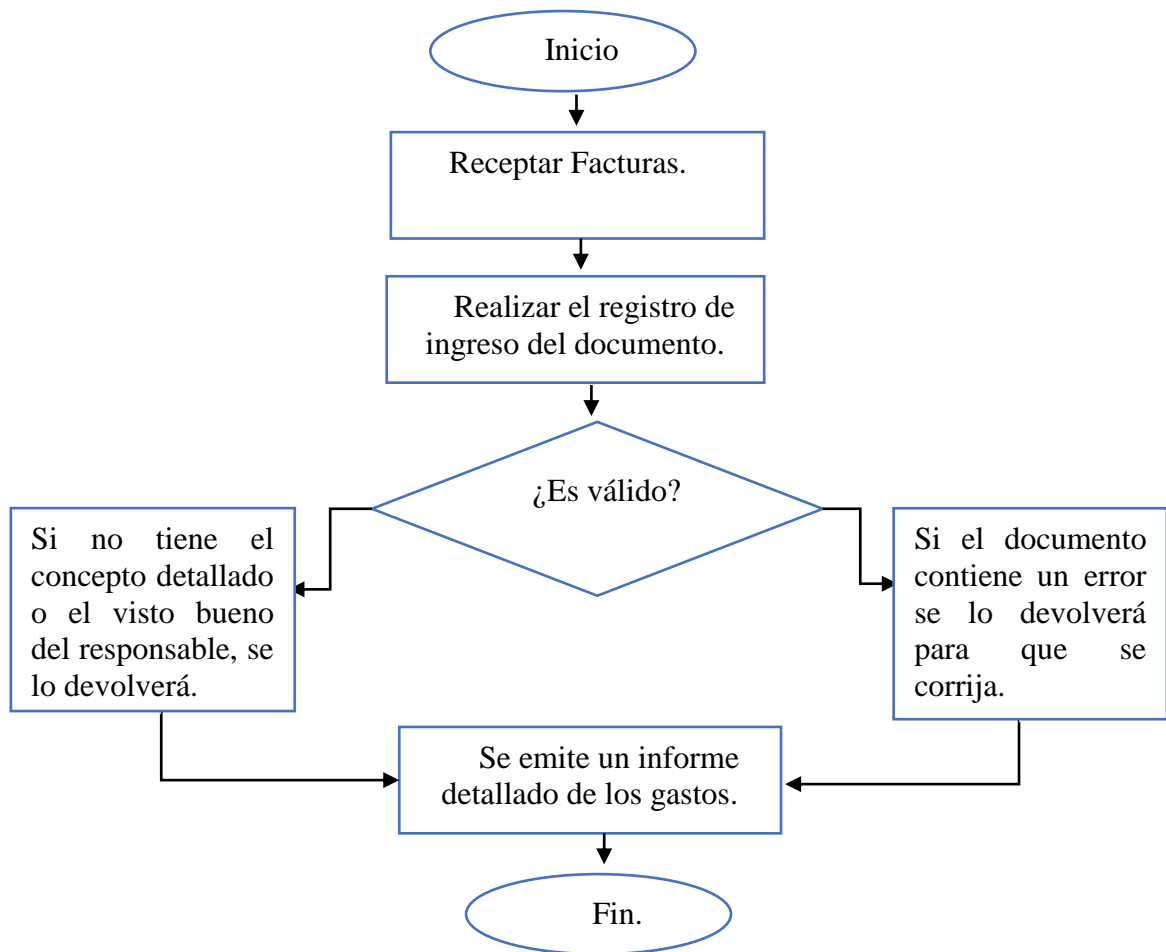 Inicio
Receptar Facturas.
Realizar el registro de
ingreso del documento.
¿Es válido?
Si no tiene el
concepto detallado
o el visto bueno
del responsable, se
lo devolverá.
Si el documento
contiene un error
se lo devolverá
para que se
corrija.
Se emite un informe
detallado de los gastos.
Fin.